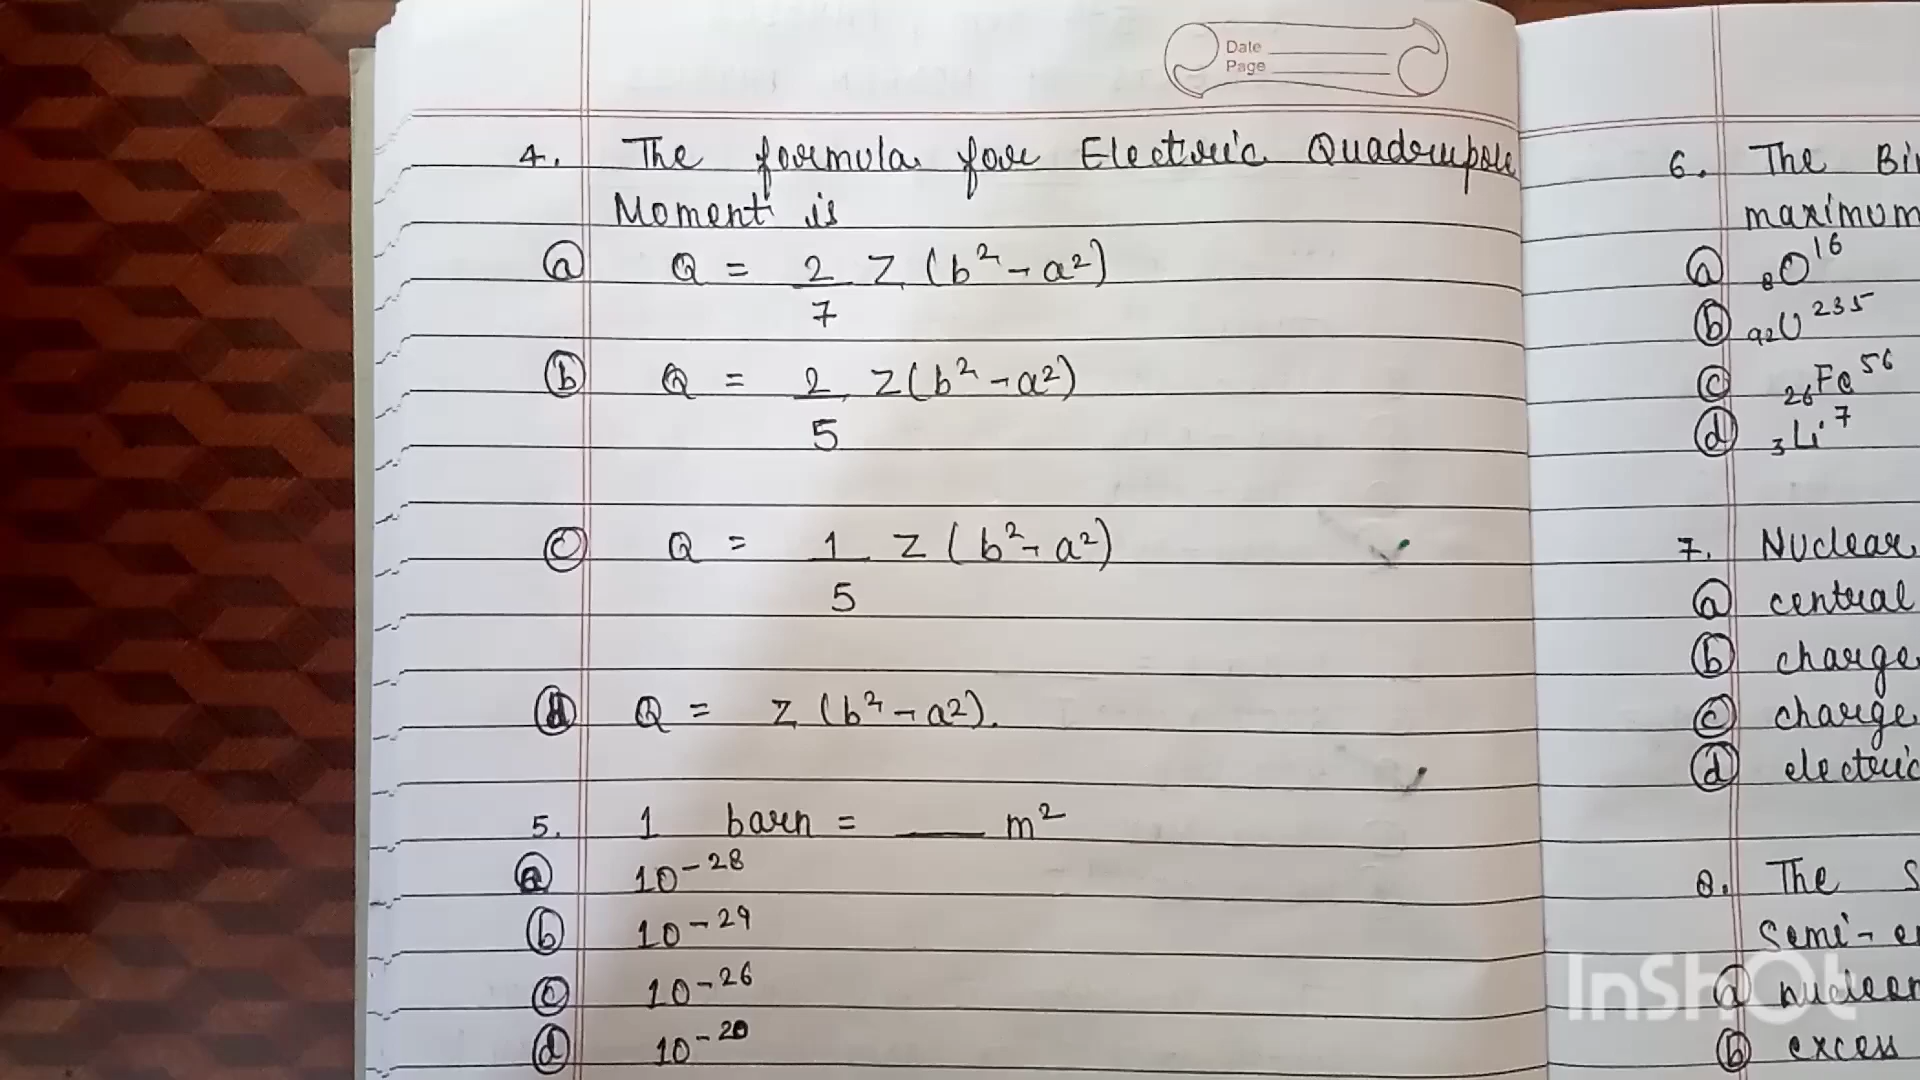 Date
Page
4. The formula for Electric Quadrupole
Moment is
(a) Q = 2/7 Z (b² - a²)
(b) Q = 2/5 Z (b² - a²)
(c) Q = 1/5 Z (b² - a²)
(d) Q = Z (b² - a²).
5. 1 barn = ___ m²
(a) 10⁻²⁸
(b) 10⁻²⁹
(c) 10⁻²⁶
(d) 10⁻²⁰
6. The Bi
maximum
(a) ₈O¹⁶
(b) ₉₂U²³⁵
(c) ₂₆Fe⁵⁶
(d) ₃Li⁷
7. Nuclear
(a) central
(b) charge
(c) charge
(d) electric
8. The S
Semi-e
(a) nucleon
(b) excess
InShOt